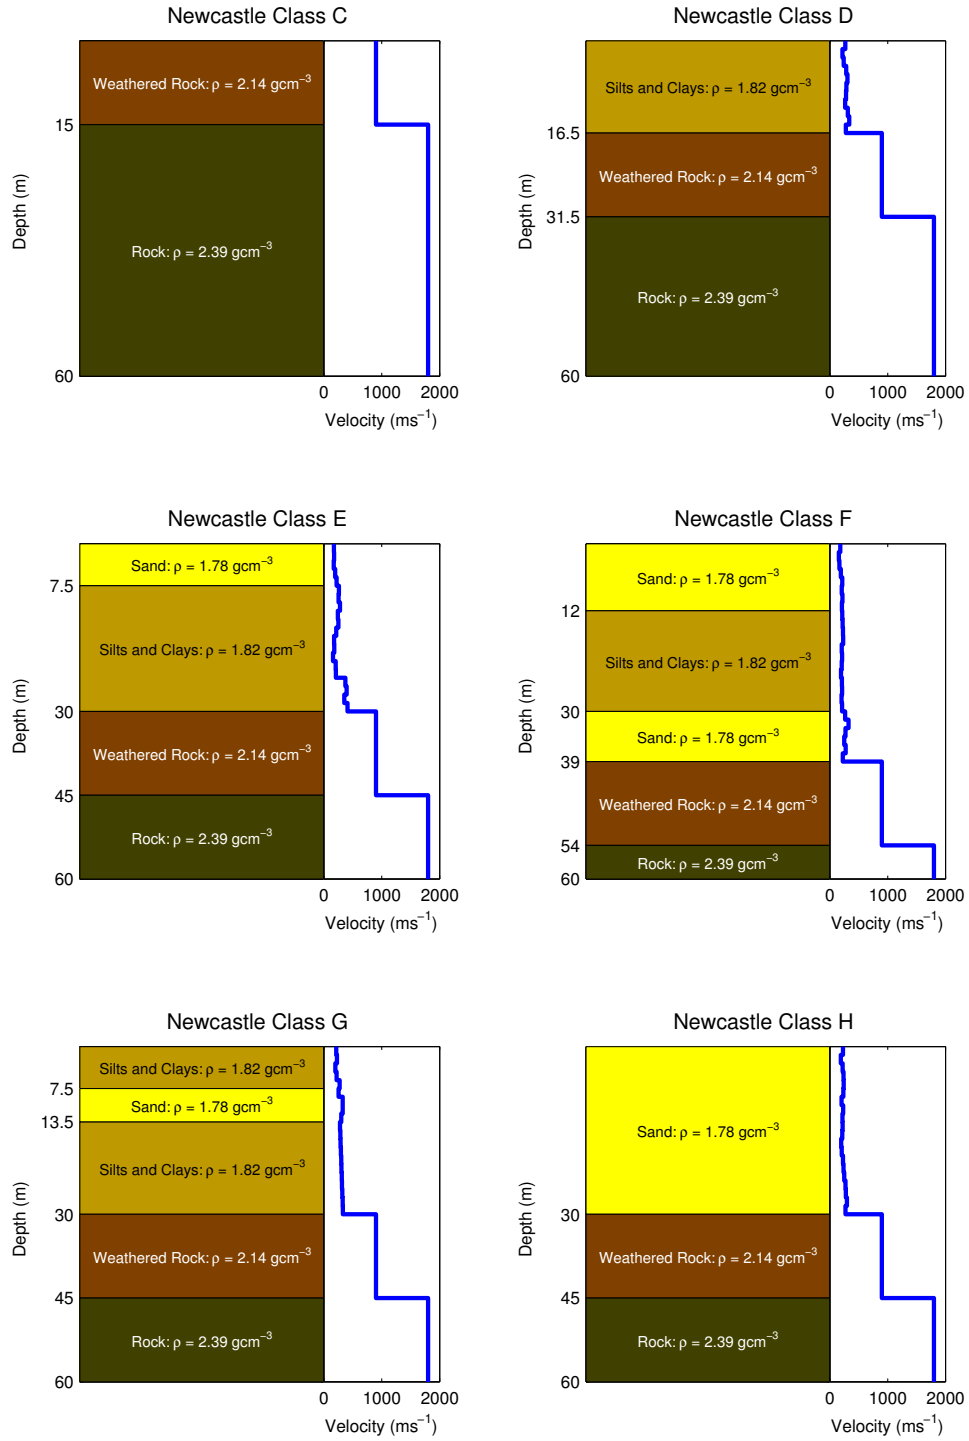 Newcastle Class C
Weathered Rock: ρ = 2.14 gcm⁻³
15
Rock: ρ = 2.39 gcm⁻³
60
Depth (m)
0 1000 2000
Velocity (ms⁻¹)
Newcastle Class D
Silts and Clays: ρ = 1.82 gcm⁻³
16.5
Weathered Rock: ρ = 2.14 gcm⁻³
31.5
Rock: ρ = 2.39 gcm⁻³
60
Depth (m)
0 1000 2000
Velocity (ms⁻¹)
Newcastle Class E
Sand: ρ = 1.78 gcm⁻³
7.5
Silts and Clays: ρ = 1.82 gcm⁻³
30
Weathered Rock: ρ = 2.14 gcm⁻³
45
Rock: ρ = 2.39 gcm⁻³
60
Depth (m)
0 1000 2000
Velocity (ms⁻¹)
Newcastle Class F
Sand: ρ = 1.78 gcm⁻³
12
Silts and Clays: ρ = 1.82 gcm⁻³
30
Sand: ρ = 1.78 gcm⁻³
39
Weathered Rock: ρ = 2.14 gcm⁻³
54
Rock: ρ = 2.39 gcm⁻³
60
Depth (m)
0 1000 2000
Velocity (ms⁻¹)
Newcastle Class G
Silts and Clays: ρ = 1.82 gcm⁻³
7.5
Sand: ρ = 1.78 gcm⁻³
13.5
Silts and Clays: ρ = 1.82 gcm⁻³
30
Weathered Rock: ρ = 2.14 gcm⁻³
45
Rock: ρ = 2.39 gcm⁻³
60
Depth (m)
0 1000 2000
Velocity (ms⁻¹)
Newcastle Class H
Sand: ρ = 1.78 gcm⁻³
30
Weathered Rock: ρ = 2.14 gcm⁻³
45
Rock: ρ = 2.39 gcm⁻³
60
Depth (m)
0 1000 2000
Velocity (ms⁻¹)